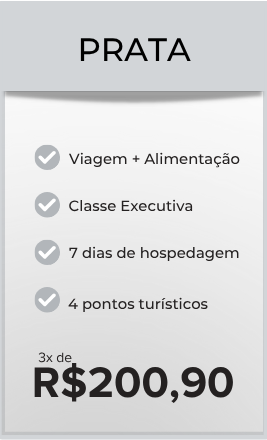 PRATA
Viagem + Alimentação
Classe Executiva
7 dias de hospedagem
4 pontos turísticos
3x de
R$200,90